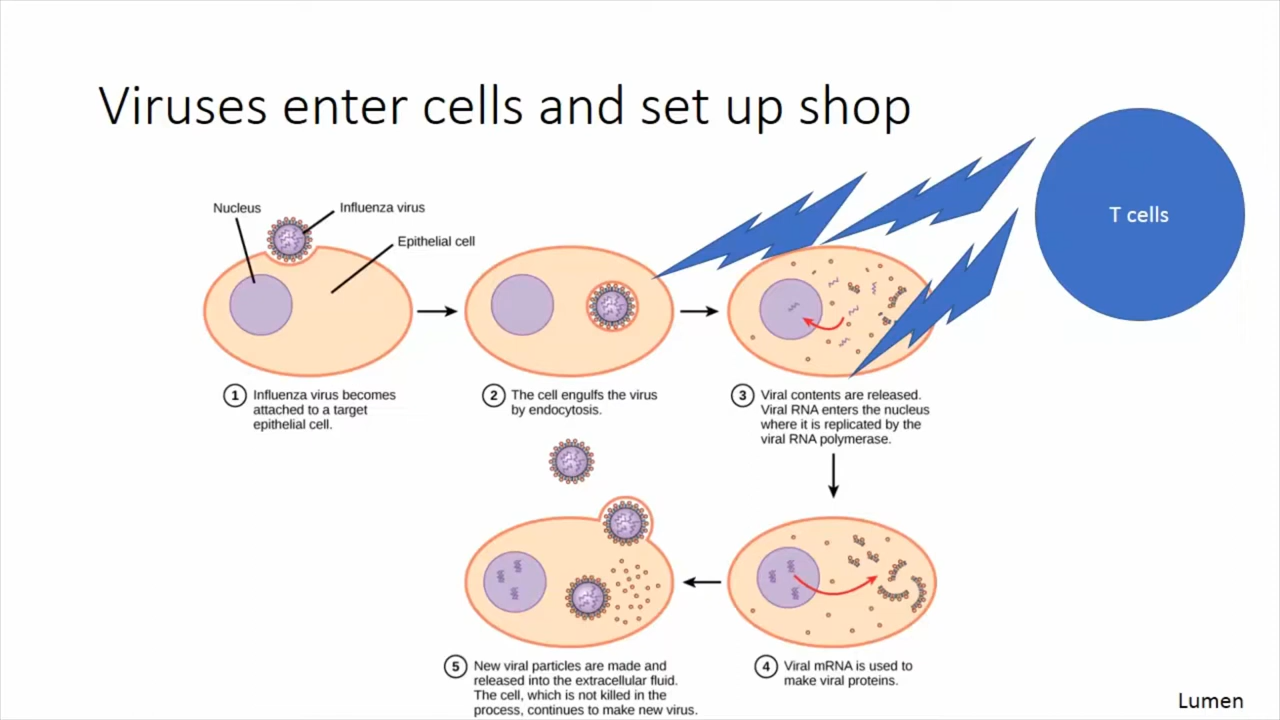 Viruses enter cells and set up shop
T cells
Nucleus
Influenza virus
Epithelial cell
1 Influenza virus becomes
attached to a target
epithelial cell.
2 The cell engulfs the virus
by endocytosis.
3 Viral contents are released.
Viral RNA enters the nucleus
where it is replicated by the
viral RNA polymerase.
5 New viral particles are made and
released into the extracellular fluid.
The cell, which is not killed in the
process, continues to make new virus.
4 Viral mRNA is used to
make viral proteins.
Lumen